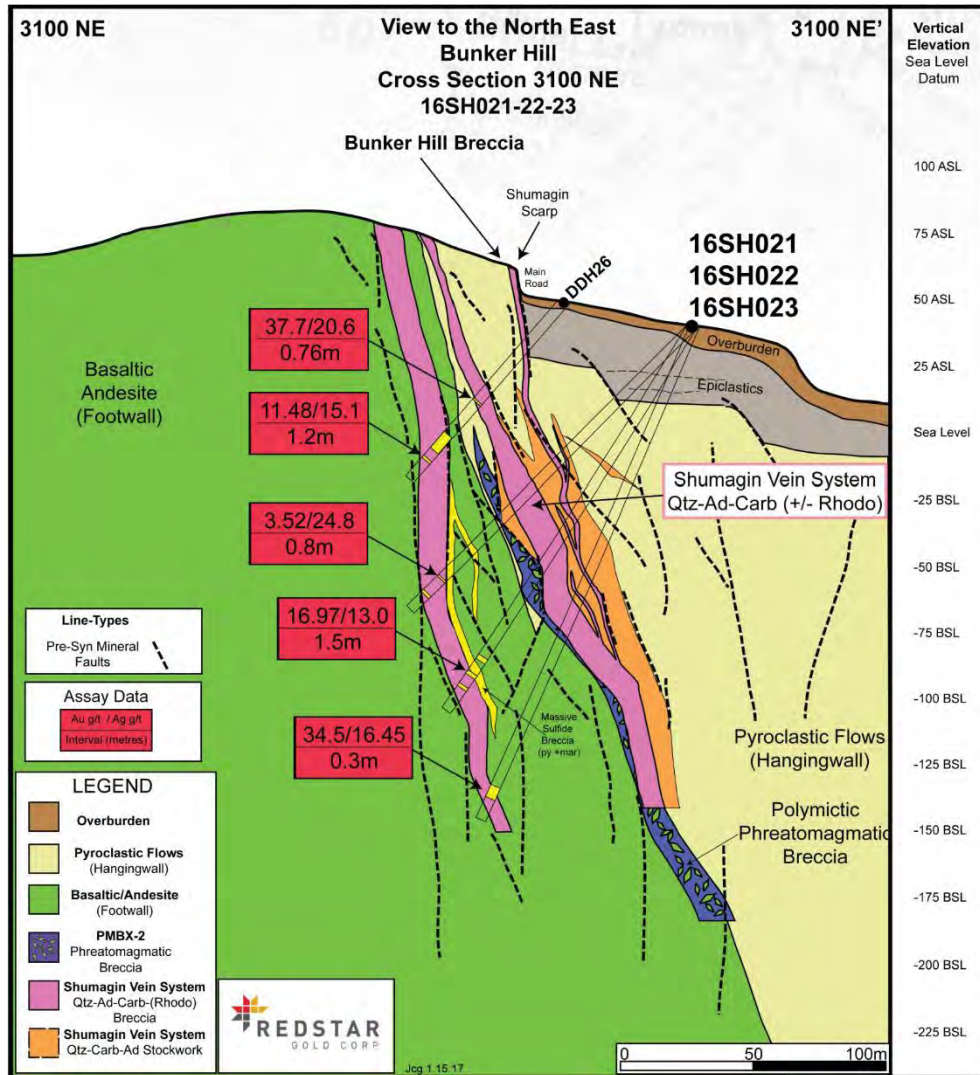 3100 NE
View to the North East
Bunker Hill
Cross Section 3100 NE
16SH021-22-23
3100 NE'
Vertical
Elevation
Sea Level
Datum
Bunker Hill Breccia
Shumagin
Scarp
Main
Road
DDH26
16SH021
16SH022
16SH023
100 ASL
75 ASL
50 ASL
25 ASL
Sea Level
-25 BSL
-50 BSL
-75 BSL
-100 BSL
-125 BSL
-150 BSL
-175 BSL
-200 BSL
-225 BSL
Overburden
Epiclastics
Basaltic
Andesite
(Footwall)
37.7/20.6
0.76m
11.48/15.1
1.2m
3.52/24.8
0.8m
16.97/13.0
1.5m
34.5/16.45
0.3m
Shumagin Vein System
Qtz-Ad-Carb (+/- Rhodo)
Massive
Sulfide
Breccia
(py +mar)
Pyroclastic Flows
(Hangingwall)
Polymictic
Phreatomagmatic
Breccia
Line-Types
Pre-Syn Mineral
Faults
Assay Data
Au g/t / Ag g/t
Interval (metres)
LEGEND
Overburden
Pyroclastic Flows
(Hangingwall)
Basaltic/Andesite
(Footwall)
PMBX-2
Phreatomagmatic
Breccia
Shumagin Vein System
Qtz-Ad-Carb-(Rhodo)
Breccia
Shumagin Vein System
Qtz-Carb-Ad Stockwork
REDSTAR
GOLD CORP
Jcg.1.15.17
0 50 100m